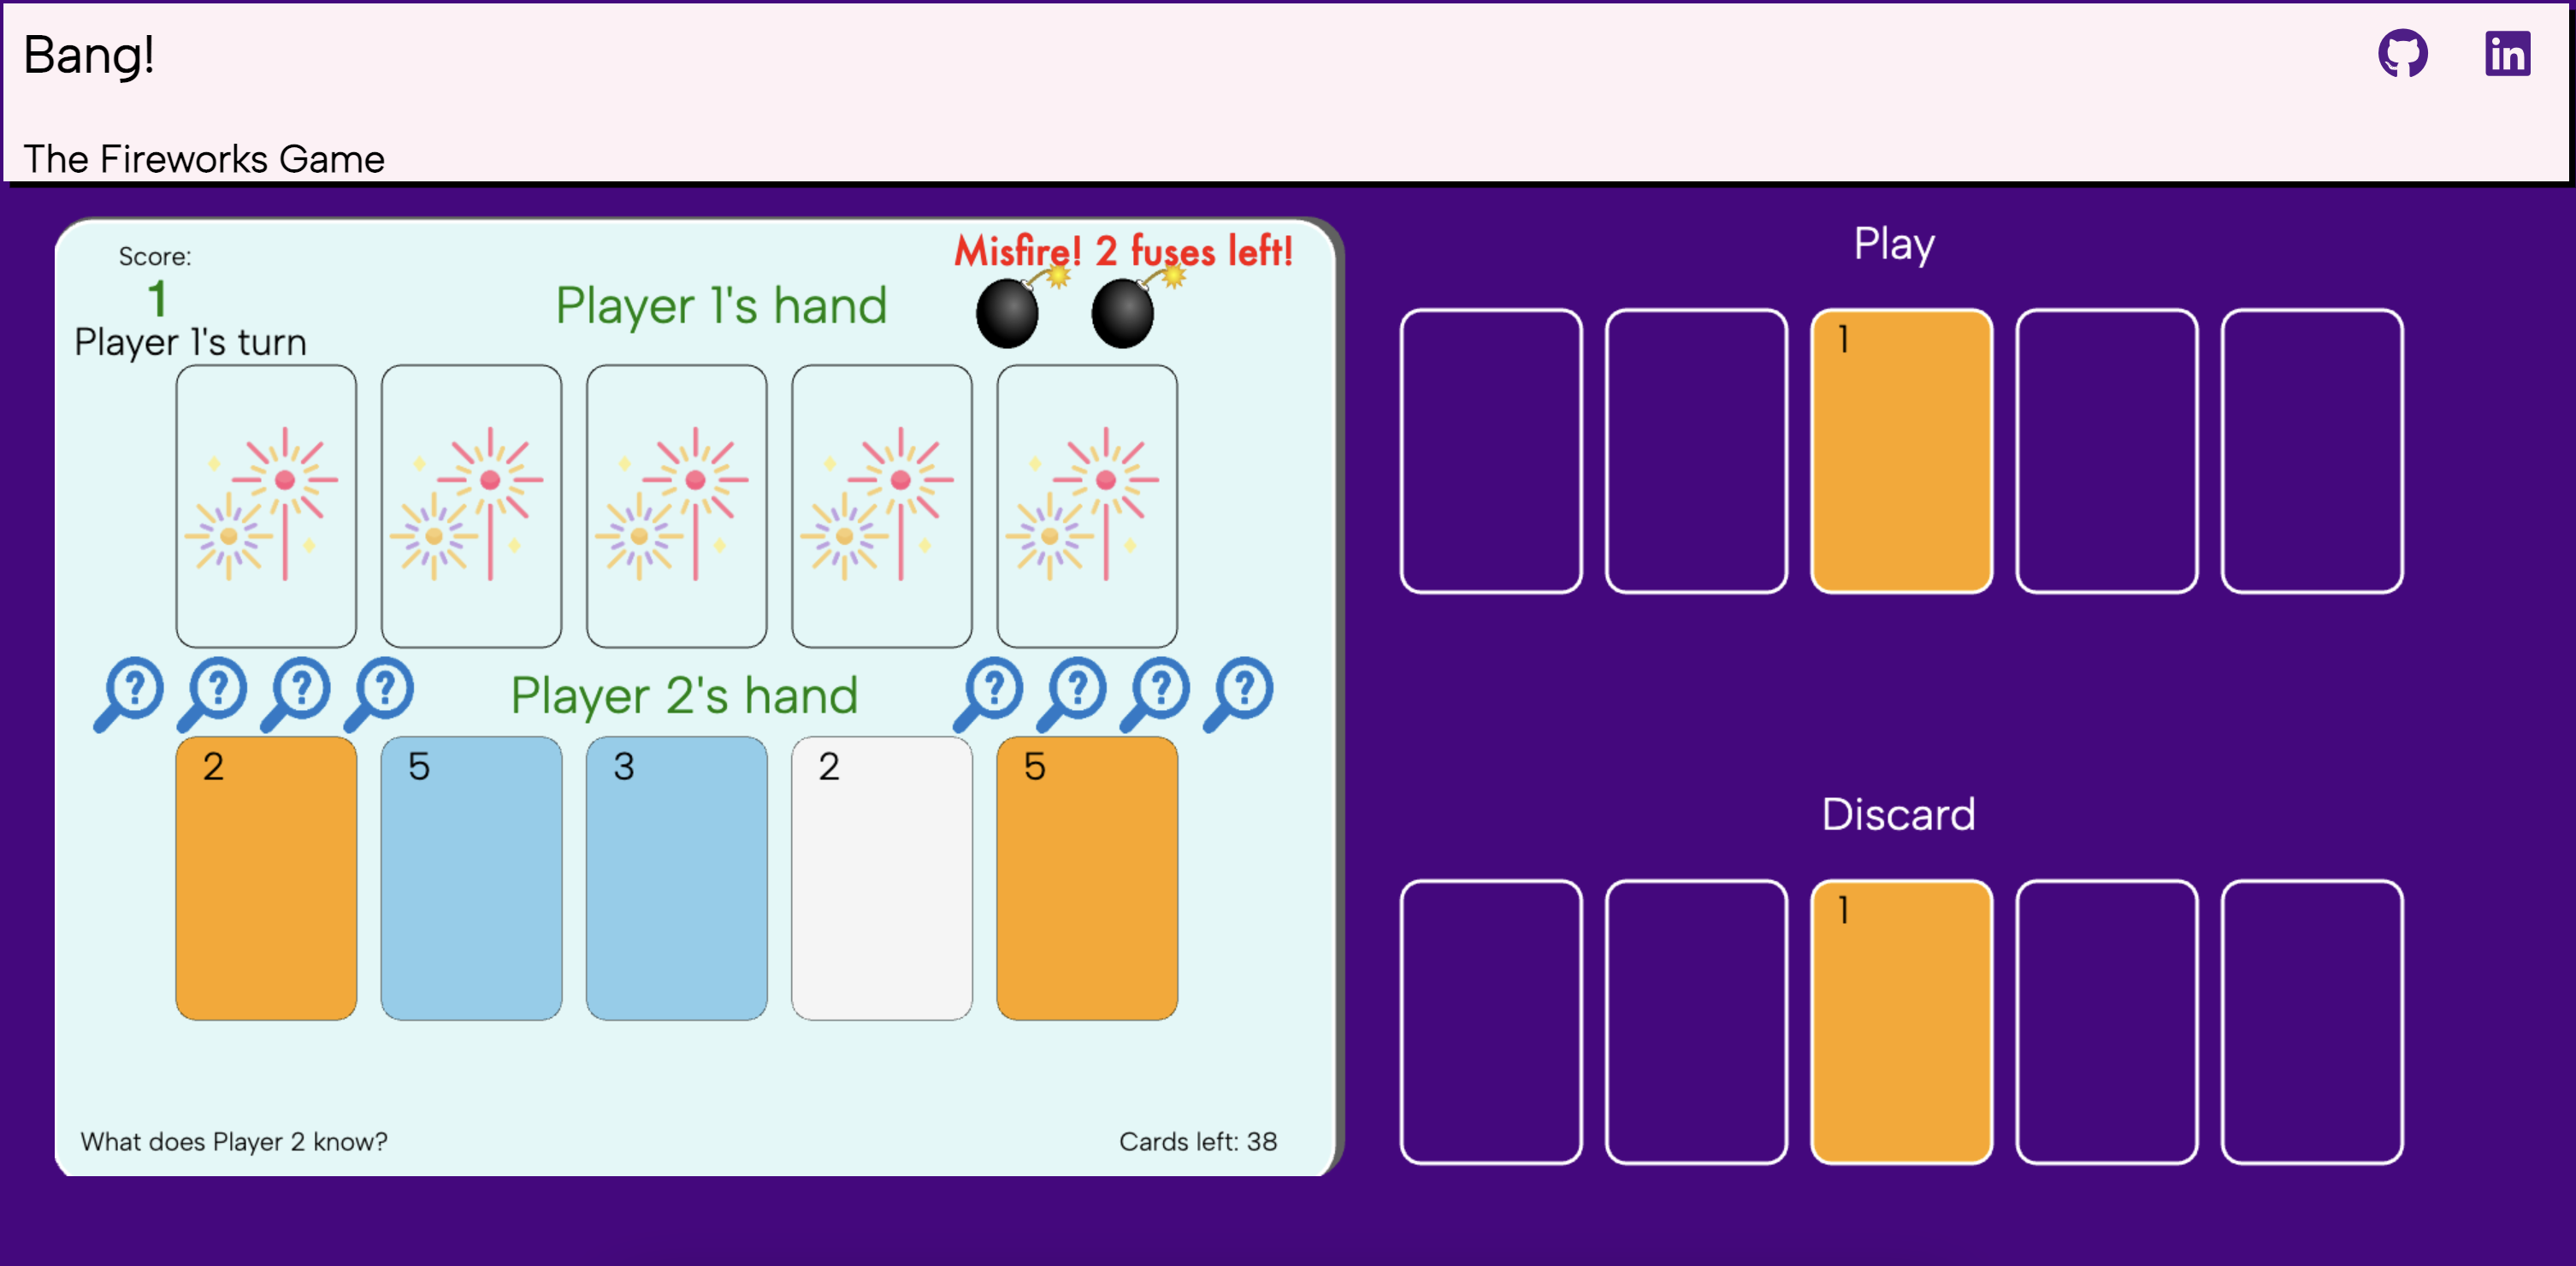 Bang!
The Fireworks Game
Score:
1
Player 1's turn
Player 1's hand
Misfire! 2 fuses left!
? ? ? ?
Player 2's hand
? ? ? ?
2 5 3 2 5
What does Player 2 know?
Cards left: 38
Play
1
Discard
1
in